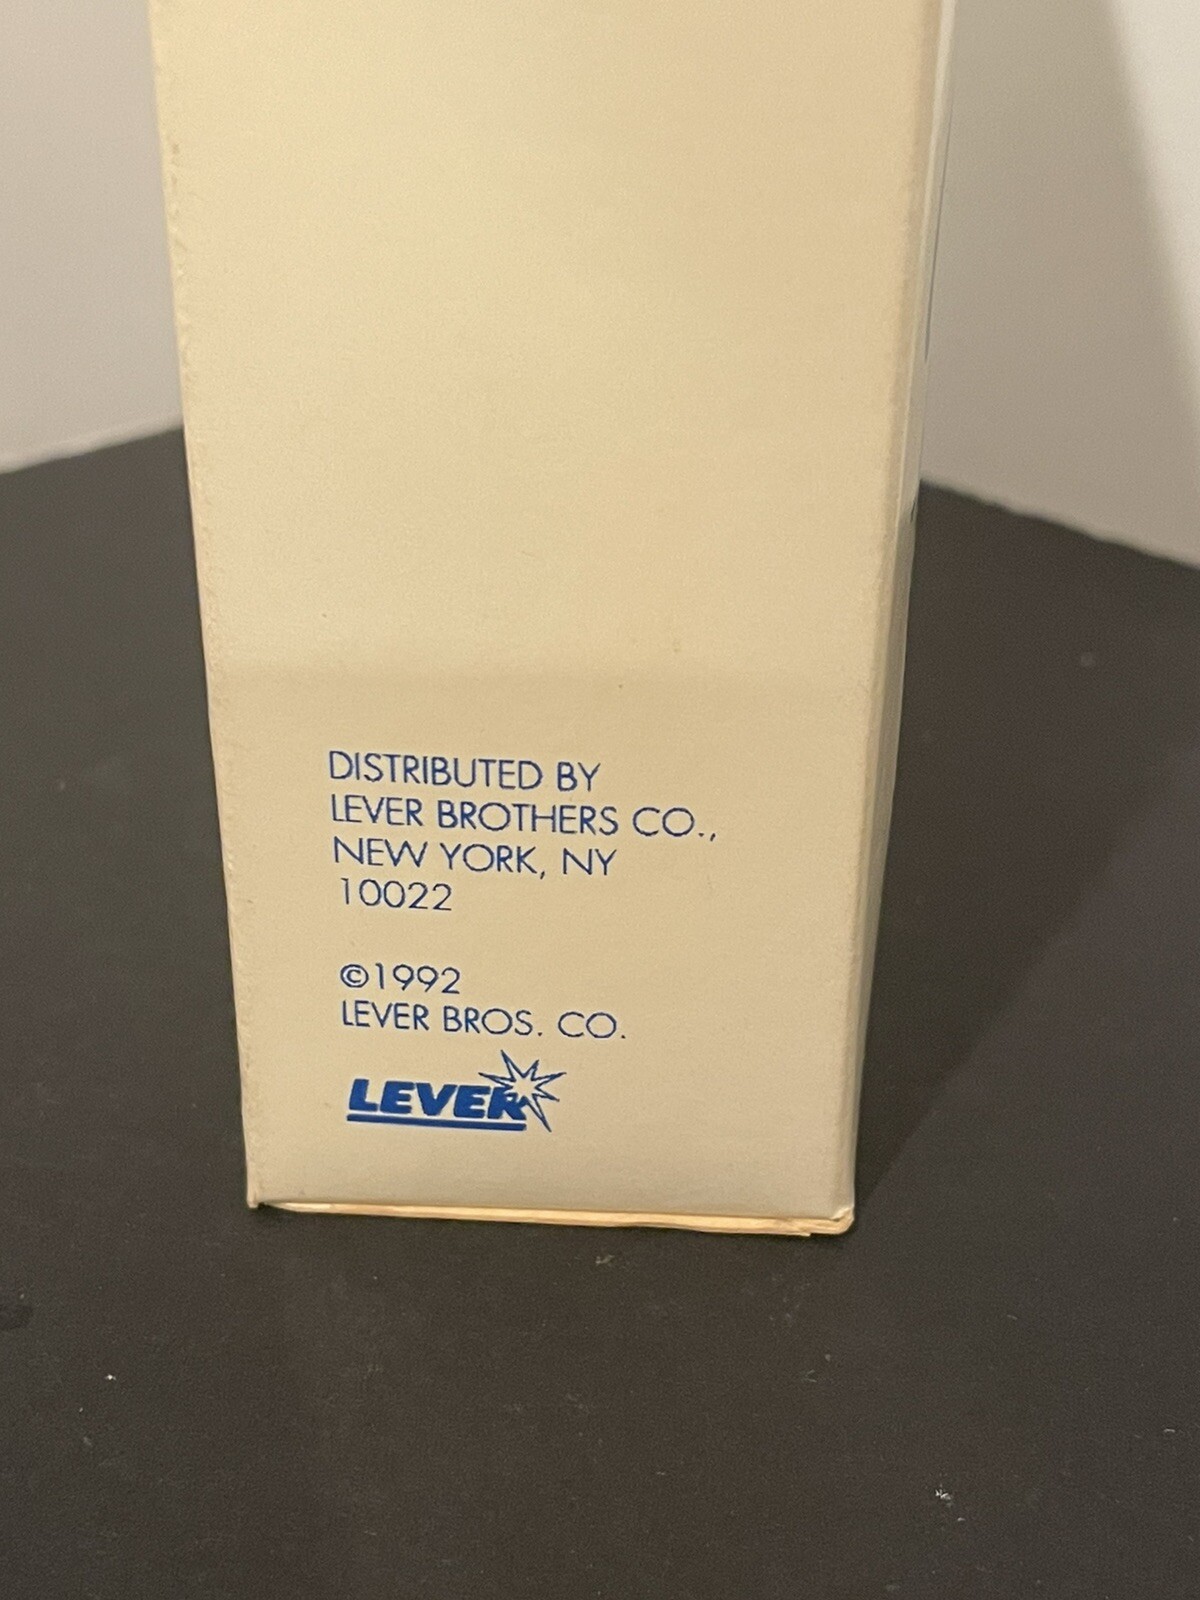 DISTRIBUTED BY
LEVER BROTHERS CO.,
NEW YORK, NY
10022
©1992
LEVER BROS. CO.
LEVER